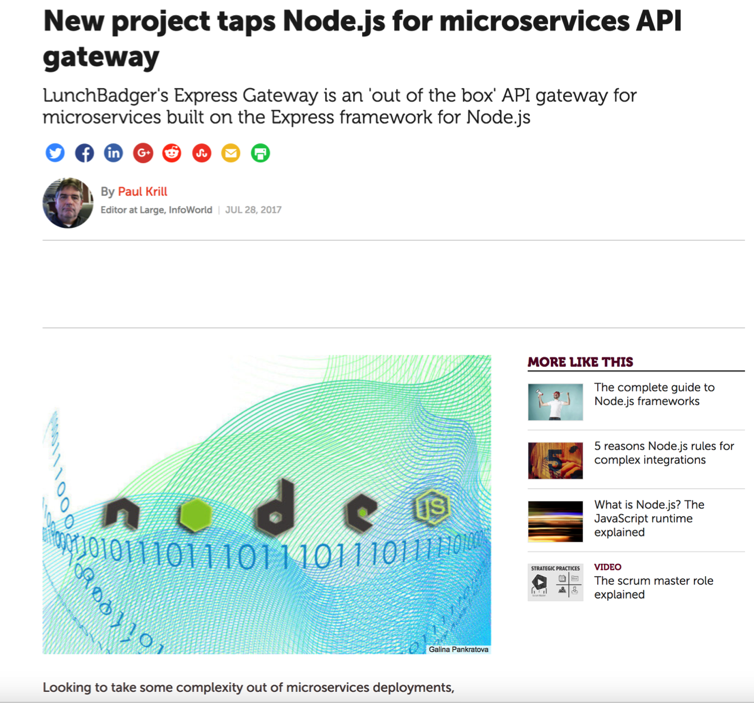 New project taps Node.js for microservices API
gateway
LunchBadger's Express Gateway is an 'out of the box' API gateway for
microservices built on the Express framework for Node.js
G+
By Paul Krill
Editor at Large, InfoWorld | JUL 28, 2017
node JS
Galina Pankratova
MORE LIKE THIS
The complete guide to
Node.js frameworks
5
5 reasons Node.js rules for
complex integrations
What is Node.js? The
JavaScript runtime
explained
STRATEGIC PRACTICES
VIDEO
The scrum master role
explained
Looking to take some complexity out of microservices deployments,